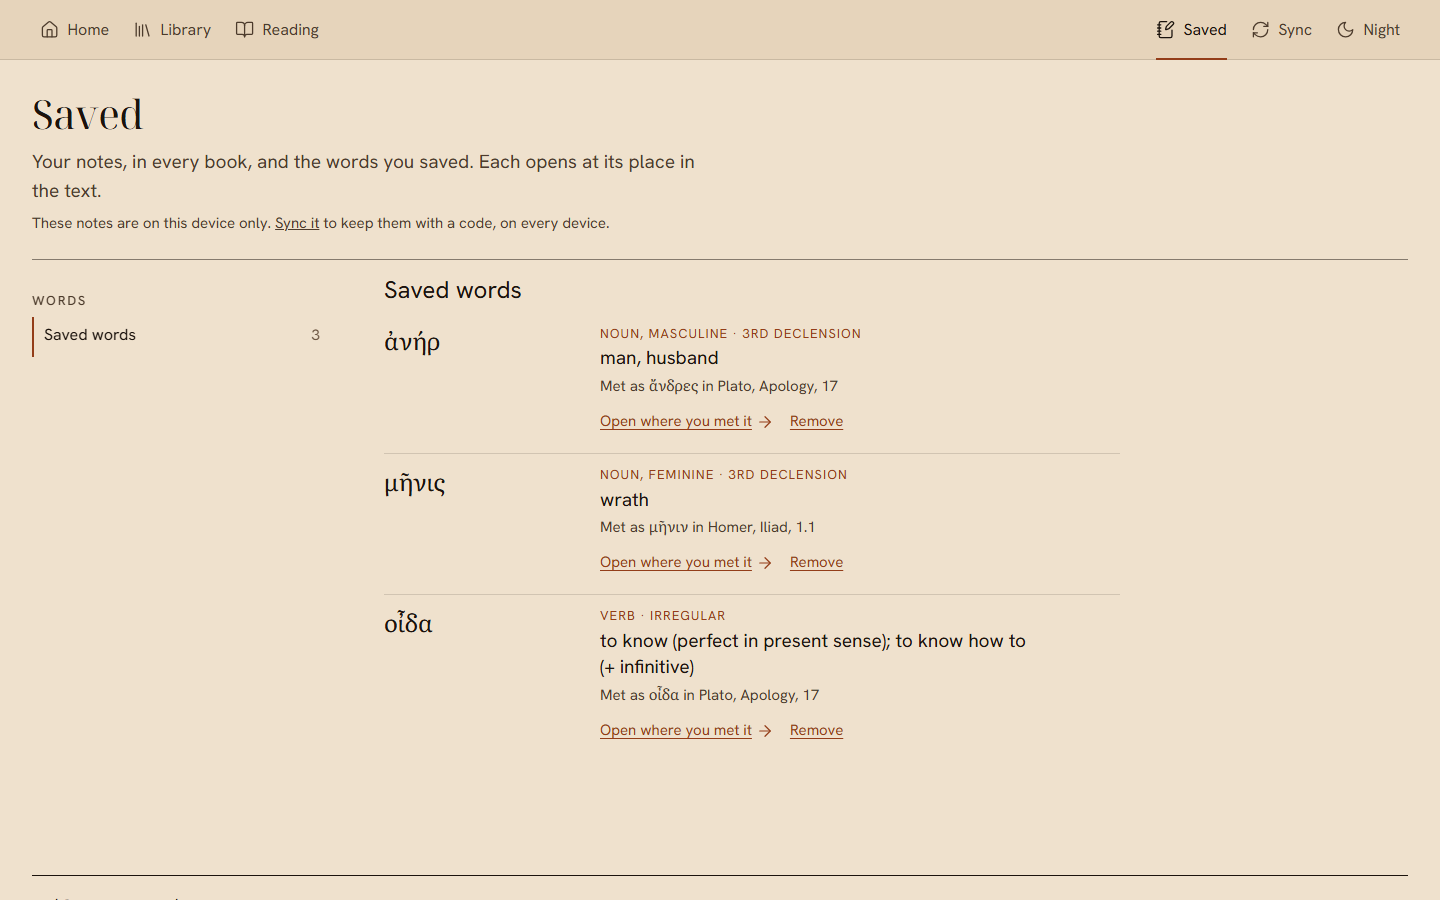 Home
Library
Reading
Saved
Sync
Night
Saved
Your notes, in every book, and the words you saved. Each opens at its place in
the text.
These notes are on this device only. Sync it to keep them with a code, on every device.
WORDS
Saved words 3
Saved words
ἀνήρ
NOUN, MASCULINE · 3RD DECLENSION
man, husband
Met as ἄνδρες in Plato, Apology, 17
Open where you met it → Remove
μῆνις
NOUN, FEMININE · 3RD DECLENSION
wrath
Met as μῆνιν in Homer, Iliad, 1.1
Open where you met it → Remove
οἶδα
VERB · IRREGULAR
to know (perfect in present sense); to know how to
(+ infinitive)
Met as οἶδα in Plato, Apology, 17
Open where you met it → Remove